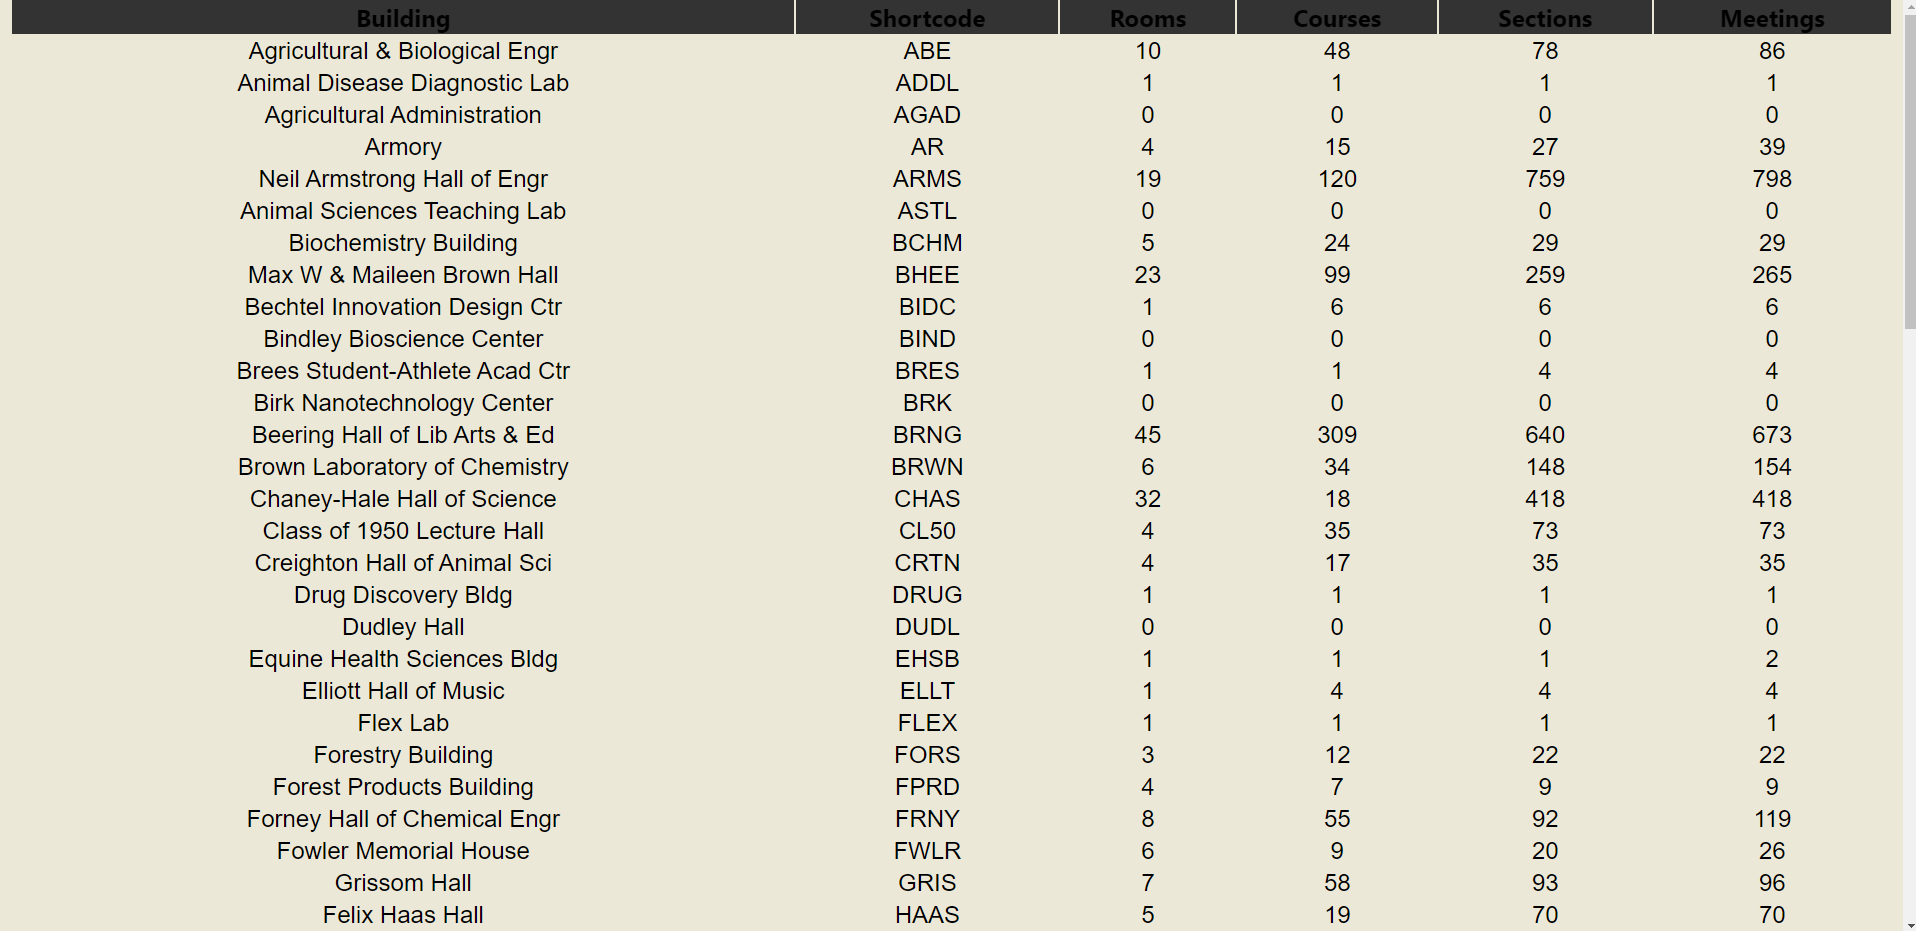 Building Shortcode Rooms Courses Sections Meetings
Agricultural & Biological Engr ABE 10 48 78 86
Animal Disease Diagnostic Lab ADDL 1 1 1 1
Agricultural Administration AGAD 0 0 0 0
Armory AR 4 15 27 39
Neil Armstrong Hall of Engr ARMS 19 120 759 798
Animal Sciences Teaching Lab ASTL 0 0 0 0
Biochemistry Building BCHM 5 24 29 29
Max W & Maileen Brown Hall BHEE 23 99 259 265
Bechtel Innovation Design Ctr BIDC 1 6 6 6
Bindley Bioscience Center BIND 0 0 0 0
Brees Student-Athlete Acad Ctr BRES 1 1 4 4
Birk Nanotechnology Center BRK 0 0 0 0
Beering Hall of Lib Arts & Ed BRNG 45 309 640 673
Brown Laboratory of Chemistry BRWN 6 34 148 154
Chaney-Hale Hall of Science CHAS 32 18 418 418
Class of 1950 Lecture Hall CL50 4 35 73 73
Creighton Hall of Animal Sci CRTN 4 17 35 35
Drug Discovery Bldg DRUG 1 1 1 1
Dudley Hall DUDL 0 0 0 0
Equine Health Sciences Bldg EHSB 1 1 1 2
Elliott Hall of Music ELLT 1 4 4 4
Flex Lab FLEX 1 1 1 1
Forestry Building FORS 3 12 22 22
Forest Products Building FPRD 4 7 9 9
Forney Hall of Chemical Engr FRNY 8 55 92 119
Fowler Memorial House FWLR 6 9 20 26
Grissom Hall GRIS 7 58 93 96
Felix Haas Hall HAAS 5 19 70 70